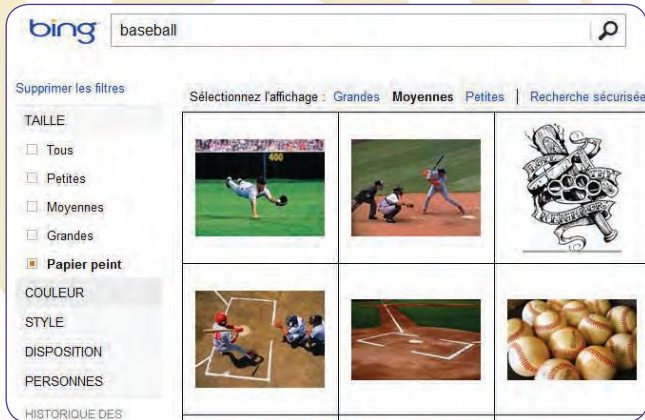 bing
baseball
Supprimer les filtres
Sélectionnez l'affichage : Grandes Moyennes Petites | Recherche sécurisée
TAILLE
Tous
Petites
Moyennes
Grandes
Papier peint
COULEUR
STYLE
DISPOSITION
PERSONNES
HISTORIQUE DES
400